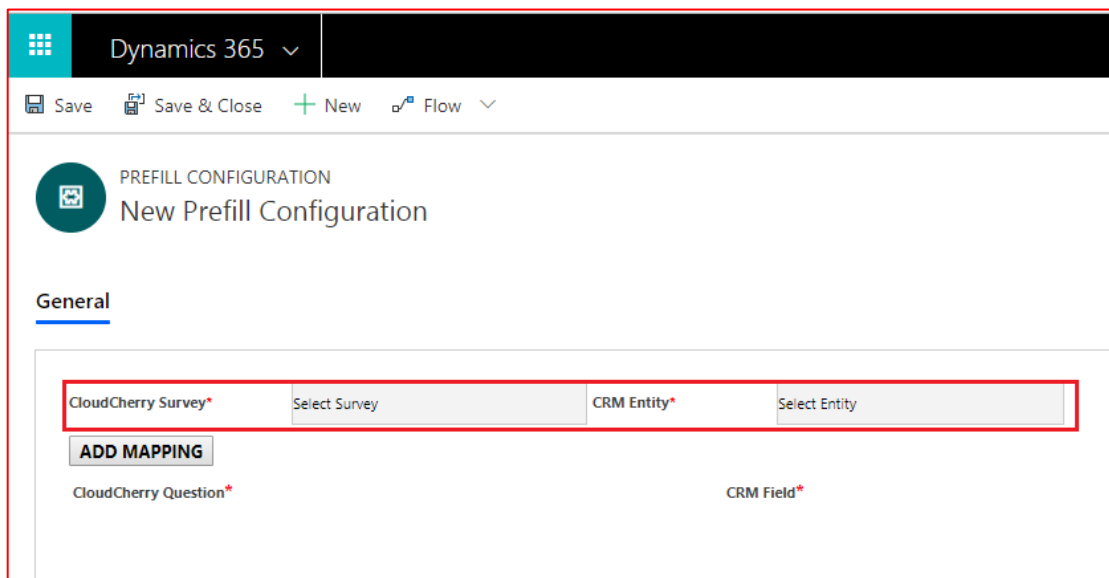 Dynamics 365
Save Save & Close New Flow
PREFILL CONFIGURATION
New Prefill Configuration
General
CloudCherry Survey* Select Survey CRM Entity* Select Entity
ADD MAPPING
CloudCherry Question* CRM Field*